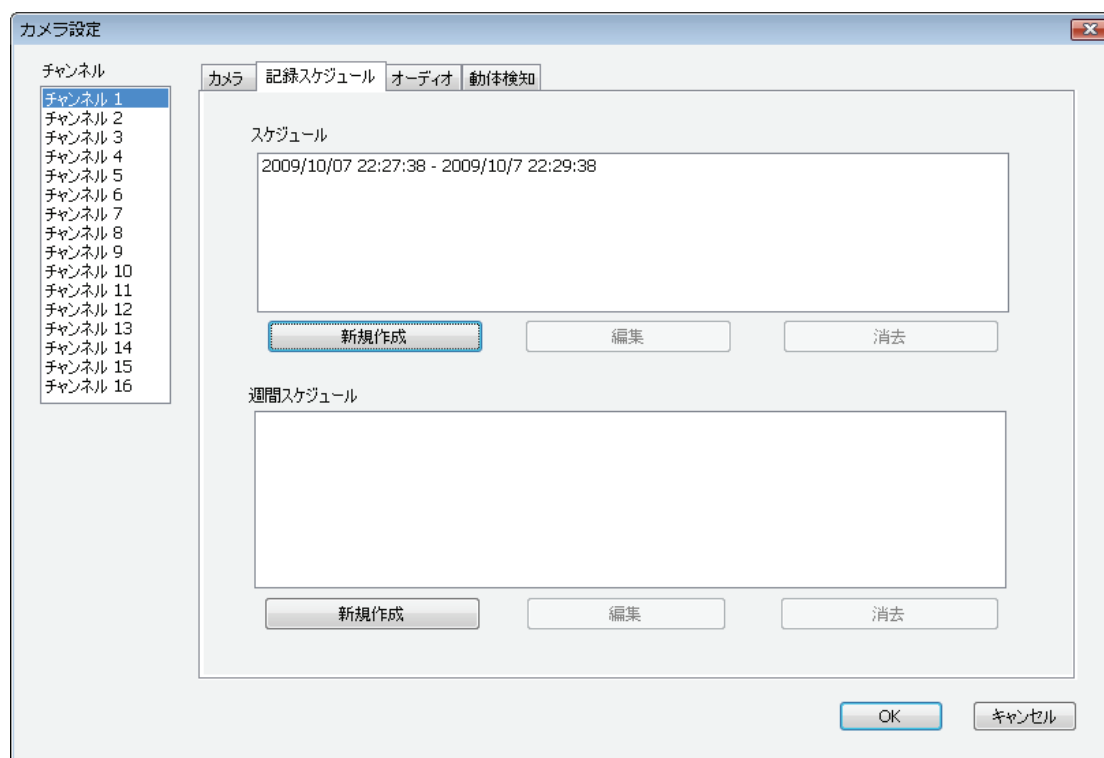 カメラ設定
チャンネル
チャンネル 1
チャンネル 2
チャンネル 3
チャンネル 4
チャンネル 5
チャンネル 6
チャンネル 7
チャンネル 8
チャンネル 9
チャンネル 10
チャンネル 11
チャンネル 12
チャンネル 13
チャンネル 14
チャンネル 15
チャンネル 16
カメラ 記録スケジュール オーディオ 動体検知
スケジュール
2009/10/07 22:27:38 - 2009/10/7 22:29:38
新規作成 編集 消去
週間スケジュール
新規作成 編集 消去
OK キャンセル